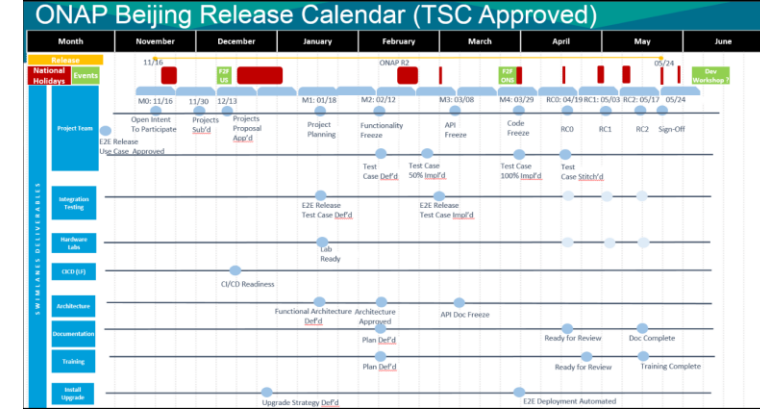 ONAP Beijing Release Calendar (TSC Approved)
Month November December January February March April May June
Release
11/16 ONAP R2 05/24
National
Holidays
Events
F2F
US
F2F
ONS
Dev
Workshop ?
SWIMLANES DELIVERABLES
Project Team
M0: 11/16 11/30 12/13 M1: 01/18 M2: 02/12 M3: 03/08 M4: 03/29 RC0: 04/19 RC1: 05/03 RC2: 05/17 05/24
Open Intent
To Participate
Projects
Sub'd
Projects
Proposal
App'd
Project
Planning
Functionality
Freeze
API
Freeze
Code
Freeze
RC0
RC1
RC2
Sign-Off
E2E Release
Use Case Approved
Test
Case Def'd
Test Case
50% Impl'd
Test Case
100% Impl'd
Test
Case Stitch'd
Integration
Testing
E2E Release
Test Case Def'd
E2E Release
Test Case Impl'd
Hardware
Labs
Lab
Ready
CICD (LF)
CI/CD Readiness
Architecture
Functional Architecture
Def'd
Architecture
Approved
API Doc Freeze
Documentation
Plan Def'd
Ready for Review
Doc Complete
Training
Plan Def'd
Ready for Review
Training Complete
Install
Upgrade
Upgrade Strategy Def'd
E2E Deployment Automated